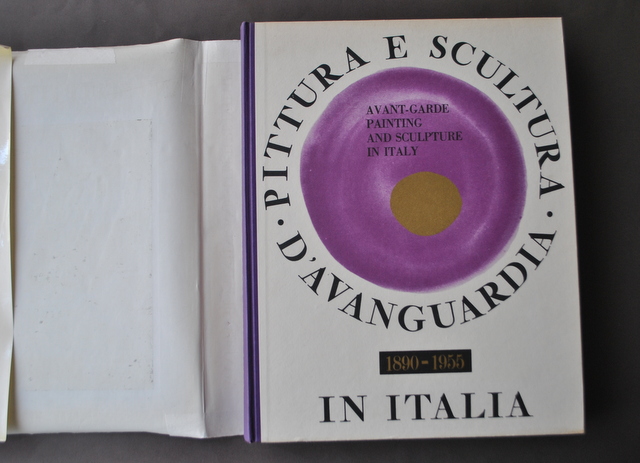 PITTURA E SCULTURA
· D'AVANGUARDIA ·
AVANT-GARDE
PAINTING
AND SCULPTURE
IN ITALY
1890-1955
IN ITALIA